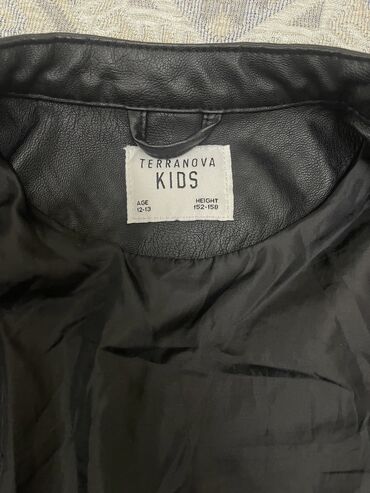 TERRANOVA
KIDS
AGE HEIGHT
12-13 152-158